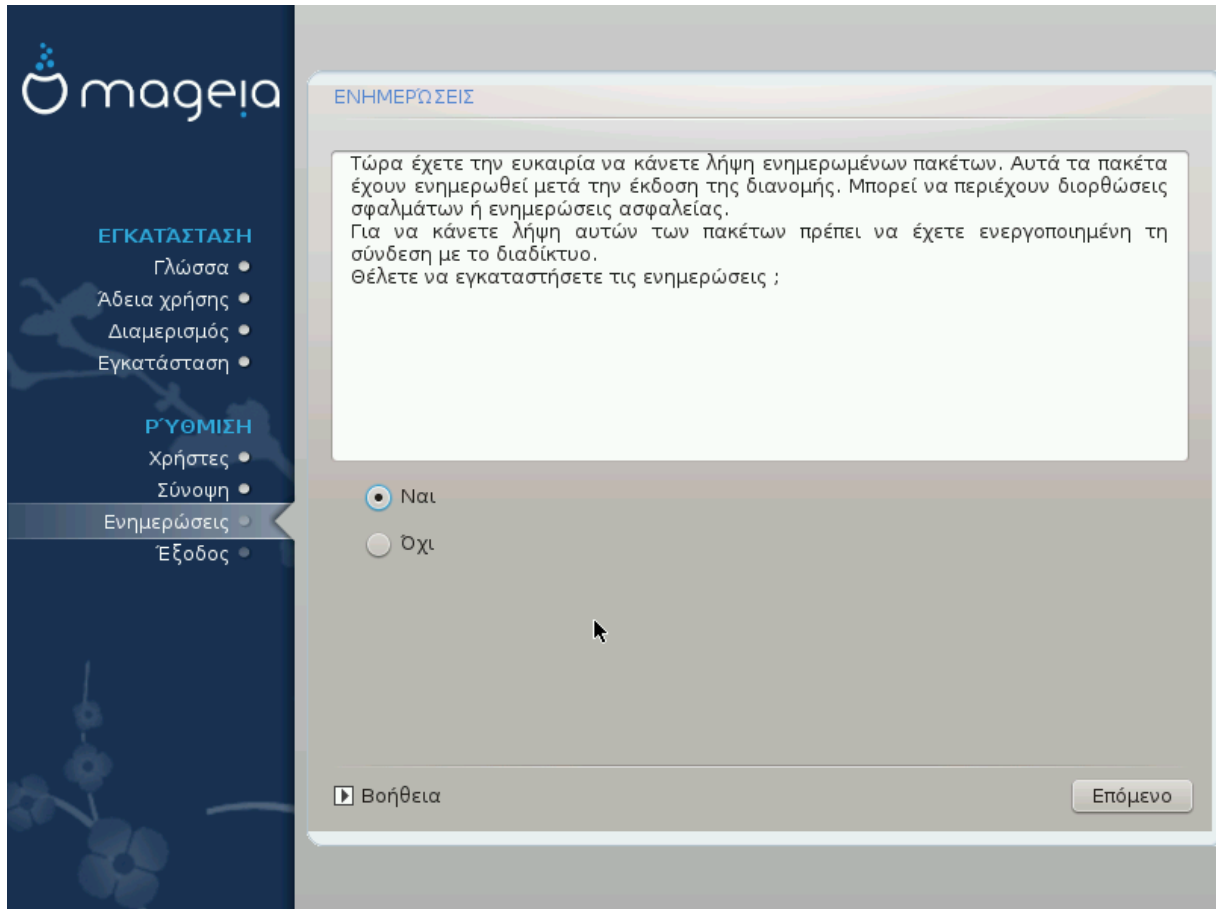 mageia
ΕΓΚΑΤΆΣΤΑΣΗ
Γλώσσα
Άδεια χρήσης
Διαμερισμός
Εγκατάσταση
ΡΎΘΜΙΣΗ
Χρήστες
Σύνοψη
Ενημερώσεις
Έξοδος
ΕΝΗΜΕΡΏΣΕΙΣ
Τώρα έχετε την ευκαιρία να κάνετε λήψη ενημερωμένων πακέτων. Αυτά τα πακέτα
έχουν ενημερωθεί μετά την έκδοση της διανομής. Μπορεί να περιέχουν διορθώσεις
σφαλμάτων ή ενημερώσεις ασφαλείας.
Για να κάνετε λήψη αυτών των πακέτων πρέπει να έχετε ενεργοποιημένη τη
σύνδεση με το διαδίκτυο.
Θέλετε να εγκαταστήσετε τις ενημερώσεις ;
Ναι
Όχι
Βοήθεια
Επόμενο